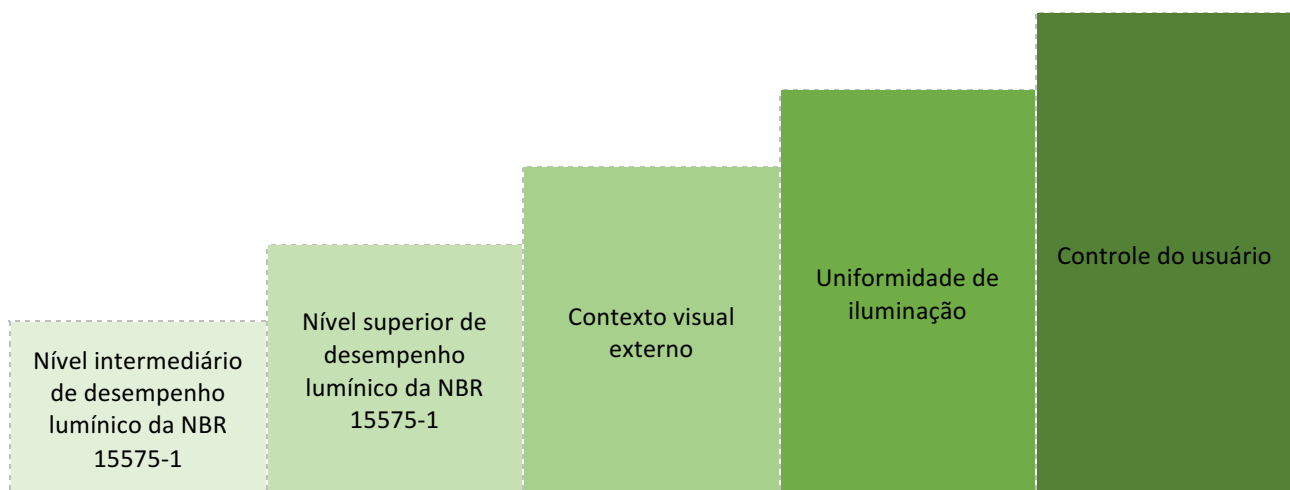 Nível intermediário
de desempenho
lumínico da NBR
15575-1
Nível superior de
desempenho
lumínico da NBR
15575-1
Contexto visual
externo
Uniformidade de
iluminação
Controle do usuário